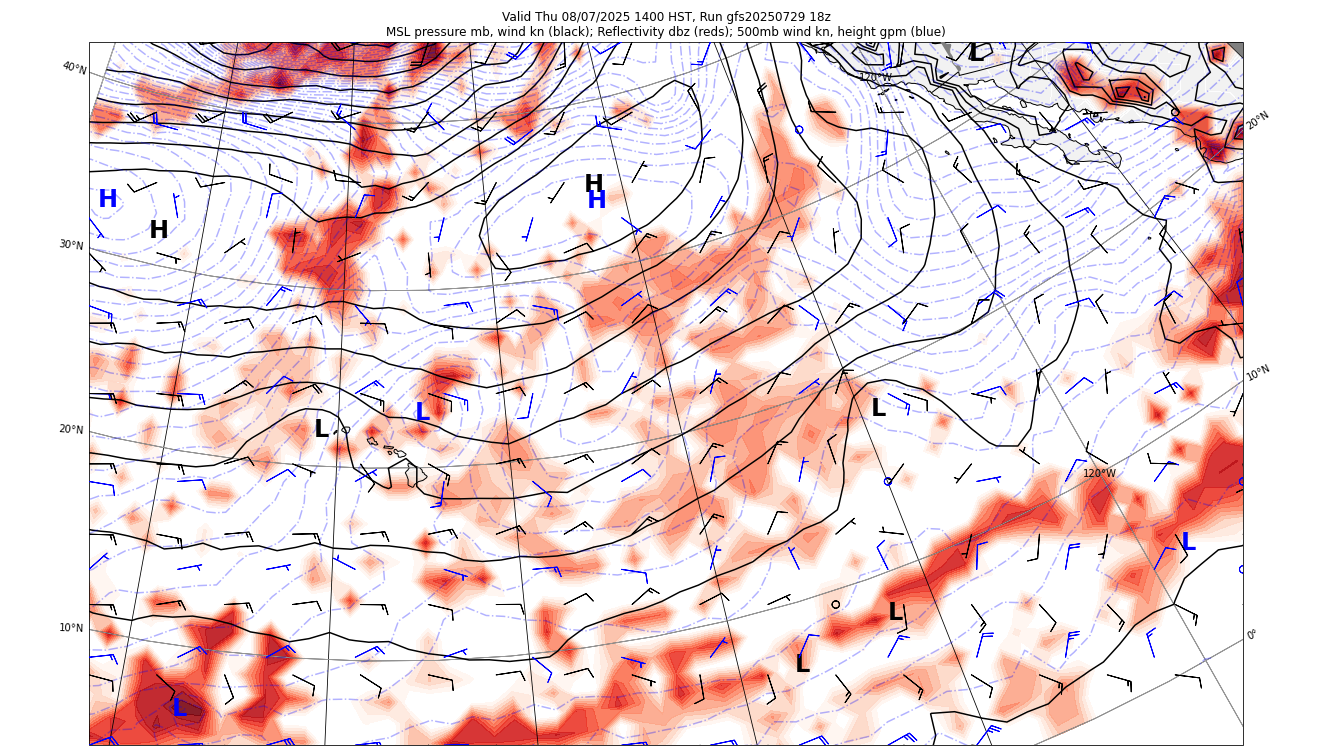 Valid Thu 08/07/2025 1400 HST, Run gfs20250729 18z
MSL pressure mb, wind kn (black); Reflectivity dbz (reds); 500mb wind kn, height gpm (blue)
L
40°N
120°W
20°N
H
H
H
H
30°N
10°N
L
L
L
20°N
120°W
L
L
10°N
0°
L
L